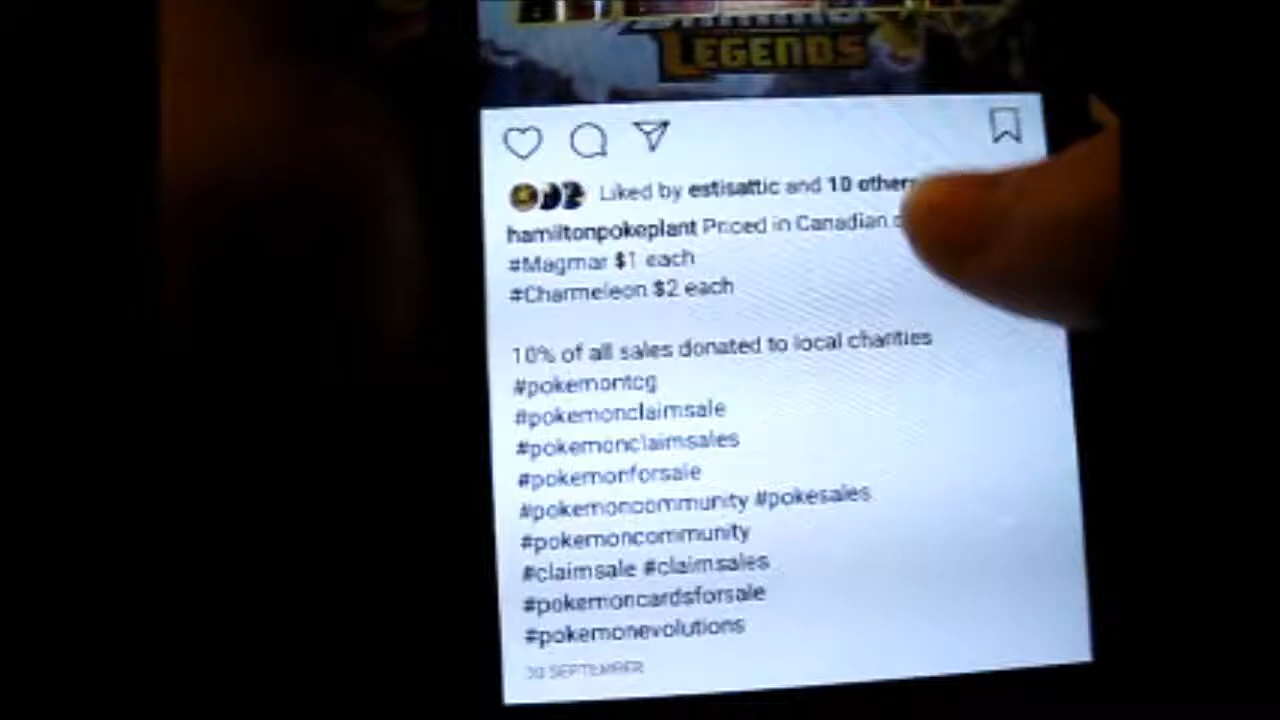 LEGENDS
Liked by estisattic and 10 others
hamiltonpokeplant Priced in Canadian
#Magmar $1 each
#Charmeleon $2 each
10% of all sales donated to local charities
#pokemontcg
#pokemonclaimsale
#pokemonclaimsales
#pokemonforsale
#pokemoncommunity #pokesales
#pokemoncommunity
#claimsale #claimsales
#pokemoncardsforsale
#pokemonevolutions
30 SEPTEMBER